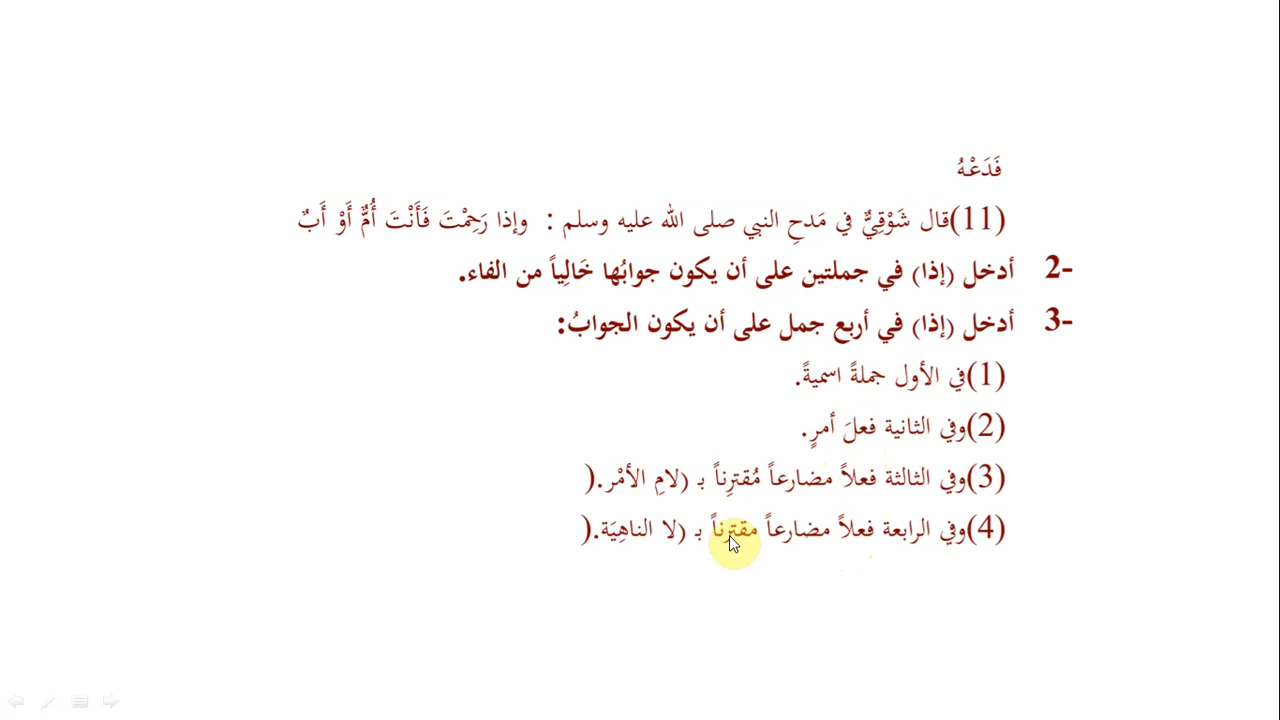 فَدَعْهُ
(11)قال شَوْقِيٌّ في مَدحِ النبي صلى الله عليه وسلم : وإذا رَحِمْتَ فَأَنْتَ أُمٌّ أَوْ أَبٌ
2- أدخل (إذا) في جملتين على أن يكون جوابُها خَالِياً من الفاء.
3- أدخل (إذا) في أربع جمل على أن يكون الجوابُ:
(1)في الأول جملةً اسميةً.
(2)وفي الثانية فعلَ أمرٍ.
(3)وفي الثالثة فعلاً مضارعاً مُقترِناً بـ (لامِ الأمْر.(
(4)وفي الرابعة فعلاً مضارعاً مقترناً بـ (لا الناهِيَة.(